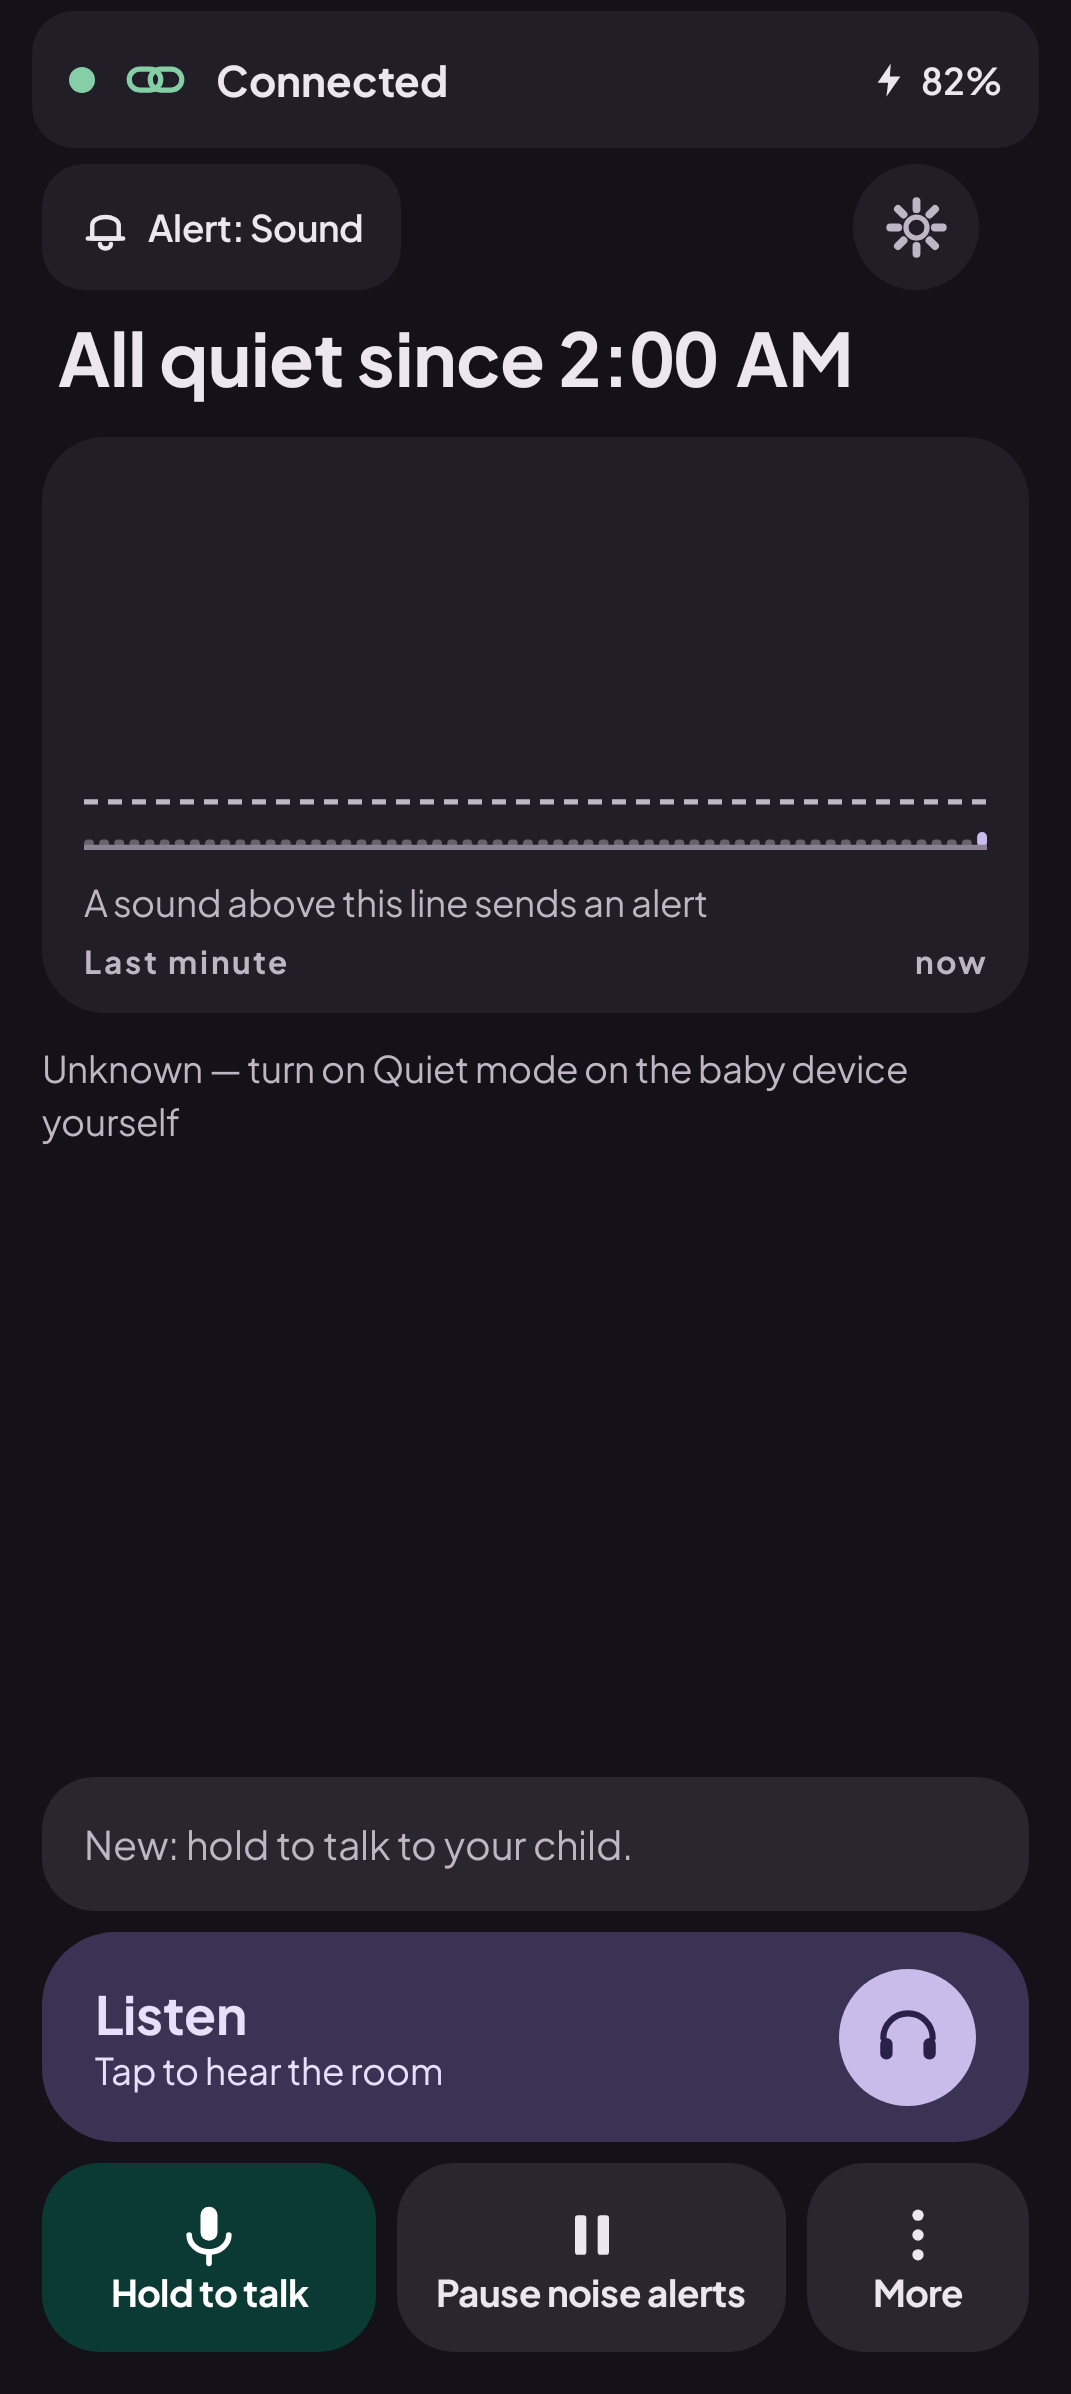 Connected
82%
Alert: Sound
All quiet since 2:00 AM
A sound above this line sends an alert
Last minute
now
Unknown — turn on Quiet mode on the baby device
yourself
New: hold to talk to your child.
Listen
Tap to hear the room
Hold to talk
Pause noise alerts
More